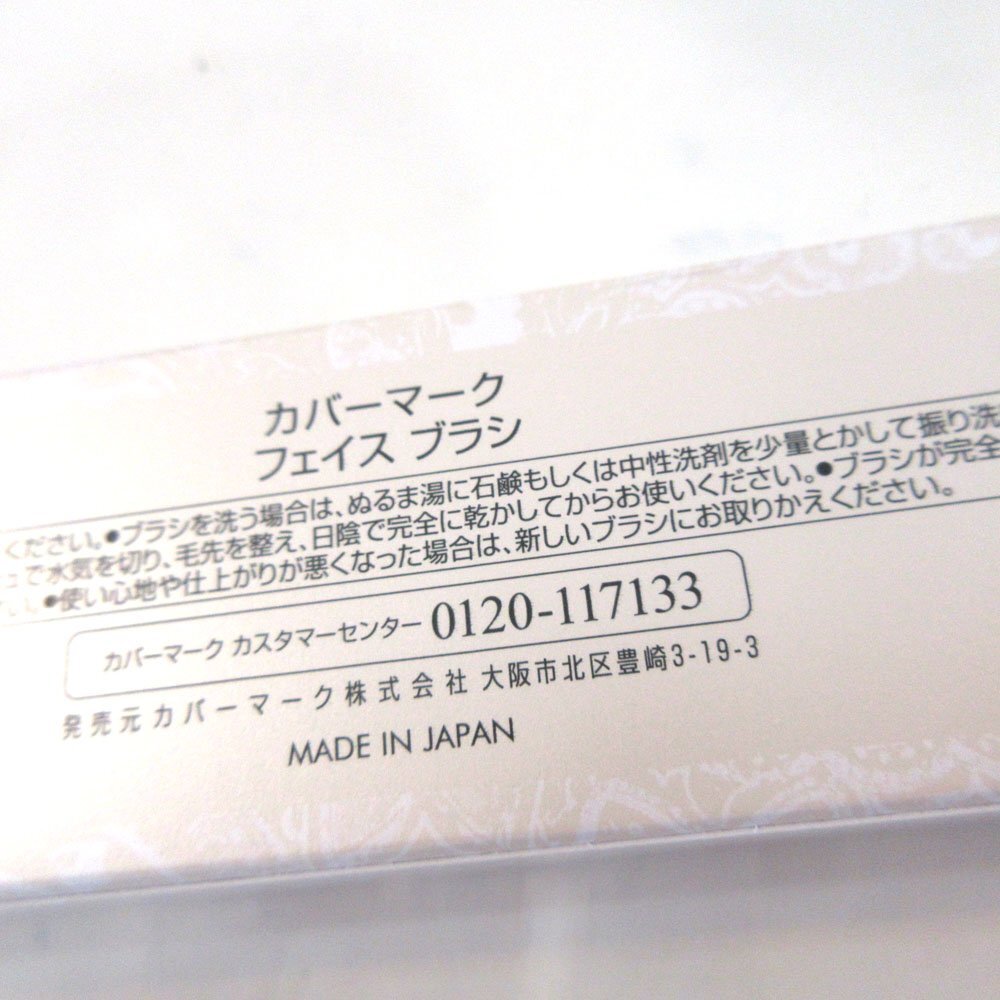 カバーマーク
フェイス ブラシ
ください。●ブラシを洗う場合は、ぬるま湯に石鹸もしくは中性洗剤を少量とかして振り洗
で水気を切り、毛先を整え、日陰で完全に乾かしてからお使いください。●ブラシが完全
い。●使い心地や仕上がりが悪くなった場合は、新しいブラシにお取りかえください。
カバーマーク カスタマーセンター 0120-117133
発売元 カバーマーク株式会社 大阪市北区豊崎3-19-3
MADE IN JAPAN